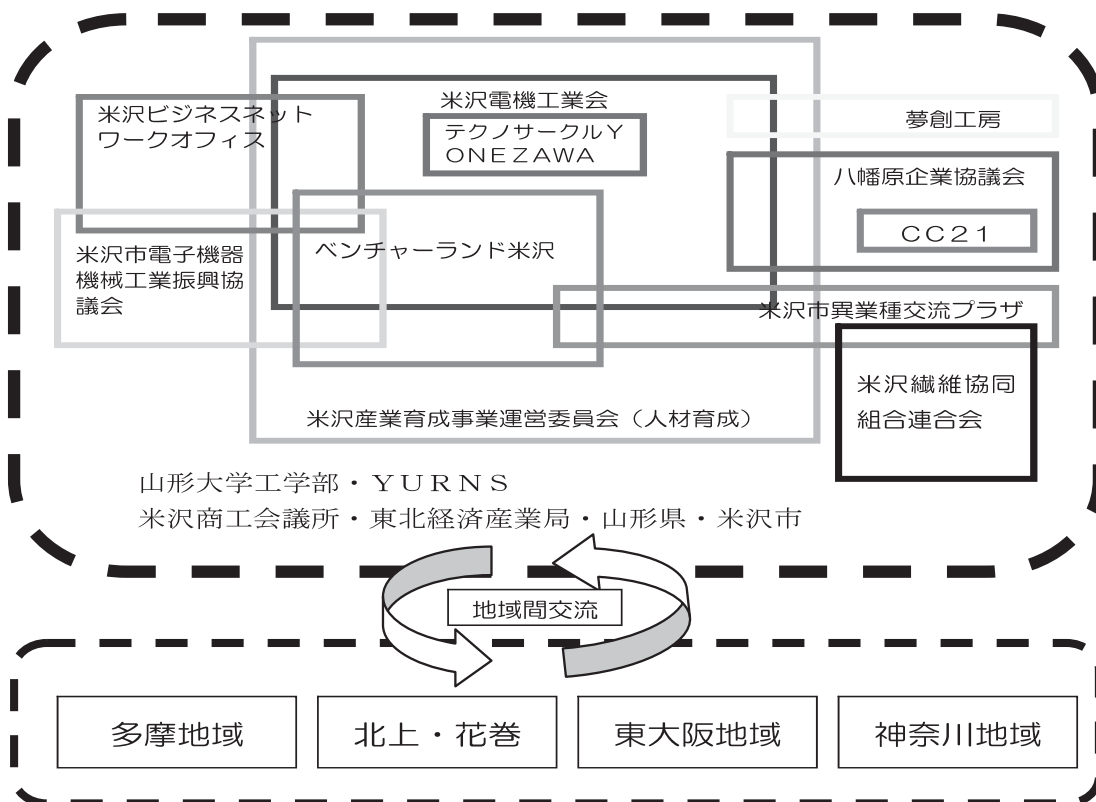 米沢ビジネスネット
ワークオフィス
米沢電機工業会
テクノサークルY
ONEZAWA
夢創工房
八幡原企業協議会
CC21
米沢市電子機器
機械工業振興協
議会
ベンチャーランド米沢
米沢市異業種交流プラザ
米沢繊維協同
組合連合会
米沢産業育成事業運営委員会（人材育成）
山形大学工学部・YURNS
米沢商工会議所・東北経済産業局・山形県・米沢市
地域間交流
多摩地域
北上・花巻
東大阪地域
神奈川地域